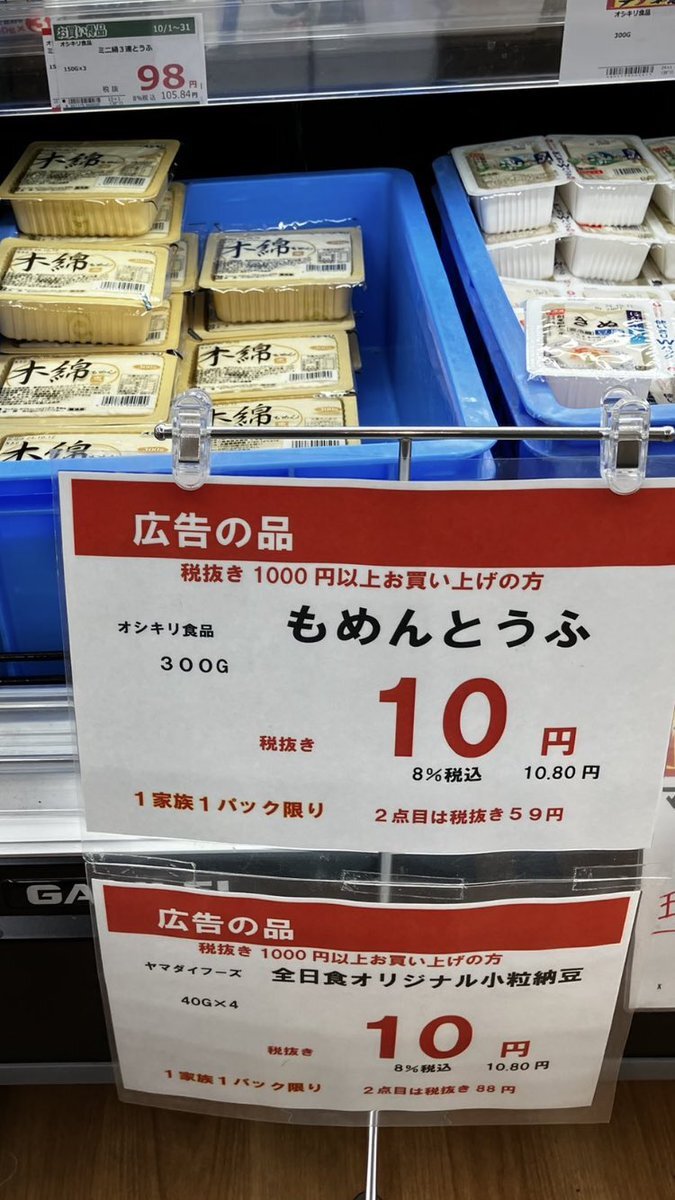 お買い得品 10/1~31
オシキリ食品
ミニ絹3連とうふ
150G×3
税抜 98円
8%税込 105.84円
オシキリ食品
300G
木綿
木綿
木綿
木綿
木綿
木綿
木綿
きぬ
広告の品
税抜き 1000円以上お買い上げの方
オシキリ食品 もめんとうふ
300G
税抜き 10円
8%税込 10.80円
1家族1パック限り 2点目は税抜き59円
広告の品
税抜き 1000円以上お買い上げの方
ヤマダイフーズ 全日食オリジナル小粒納豆
40G×4
税抜き 10円
8%税込 10.80円
1家族1パック限り 2点目は税抜き88円